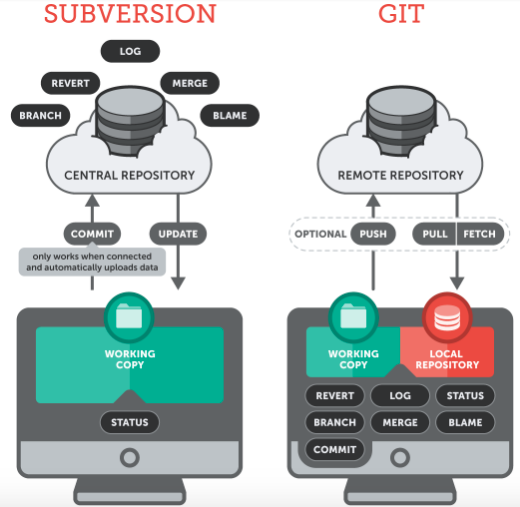 SUBVERSION
LOG
REVERT
MERGE
BRANCH
BLAME
CENTRAL REPOSITORY
COMMIT
UPDATE
only works when connected
and automatically uploads data
WORKING
COPY
STATUS
GIT
REMOTE REPOSITORY
OPTIONAL PUSH
PULL FETCH
WORKING
COPY
LOCAL
REPOSITORY
REVERT LOG STATUS
BRANCH MERGE BLAME
COMMIT